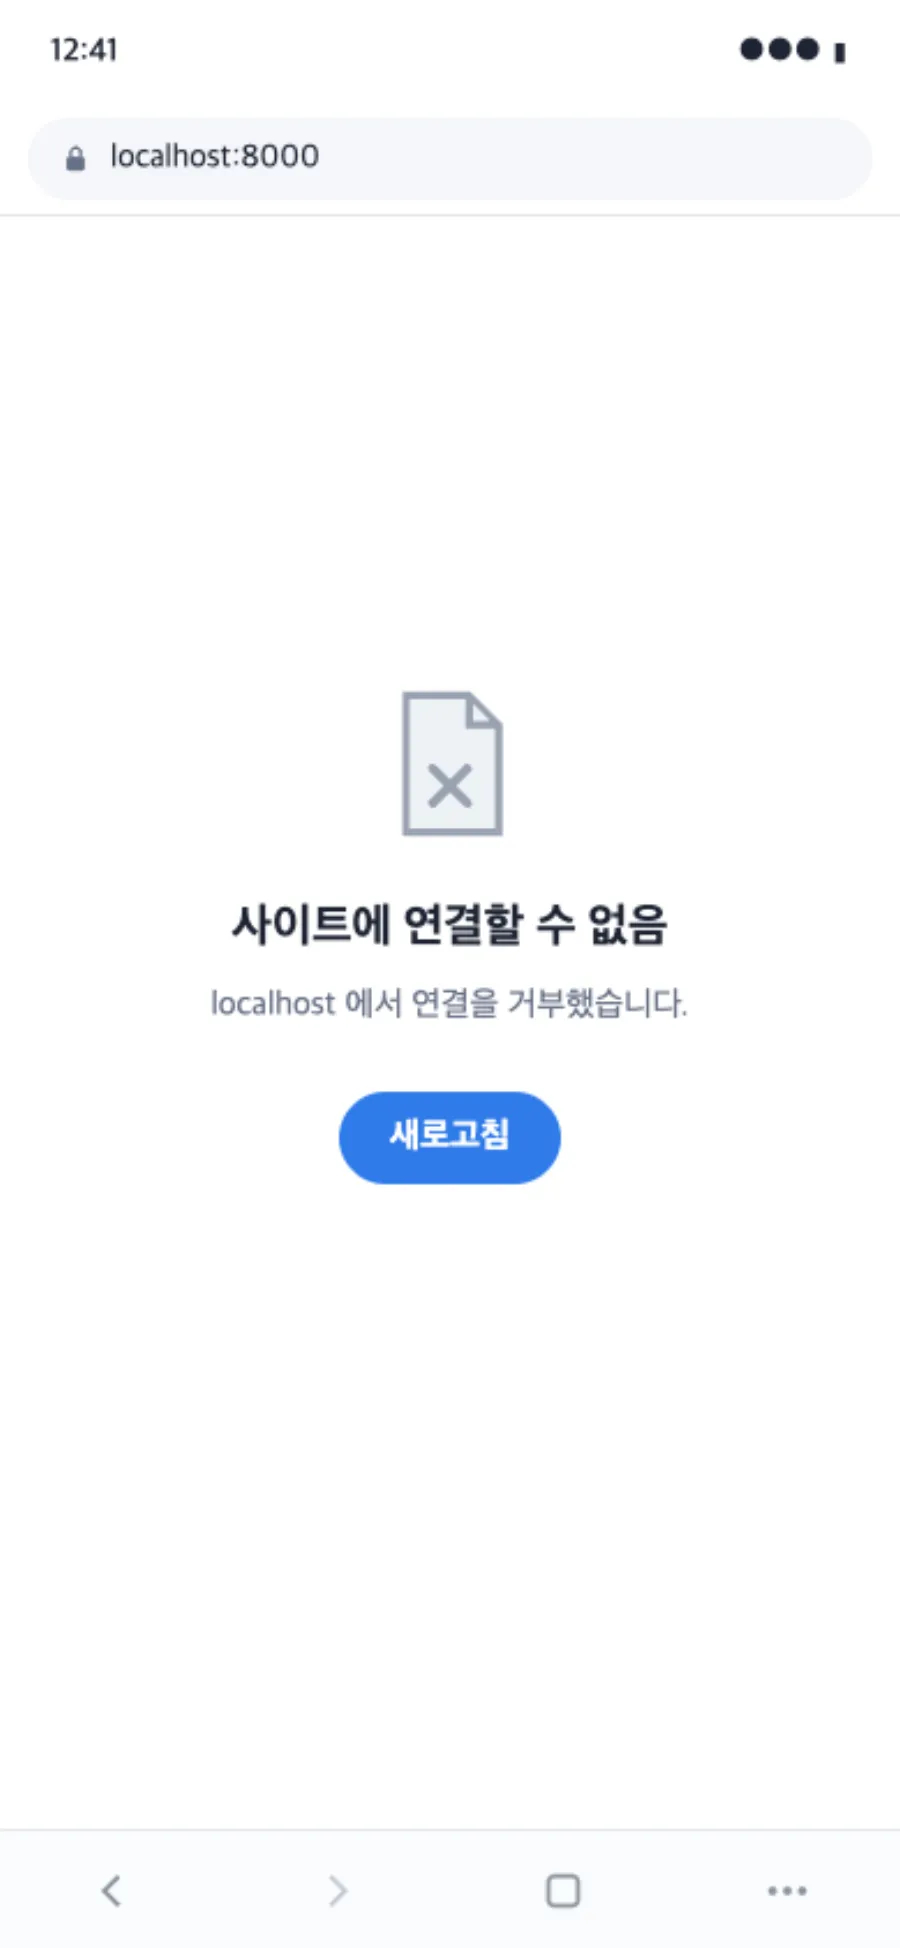 12:41
localhost:8000
사이트에 연결할 수 없음
localhost 에서 연결을 거부했습니다.
새로고침